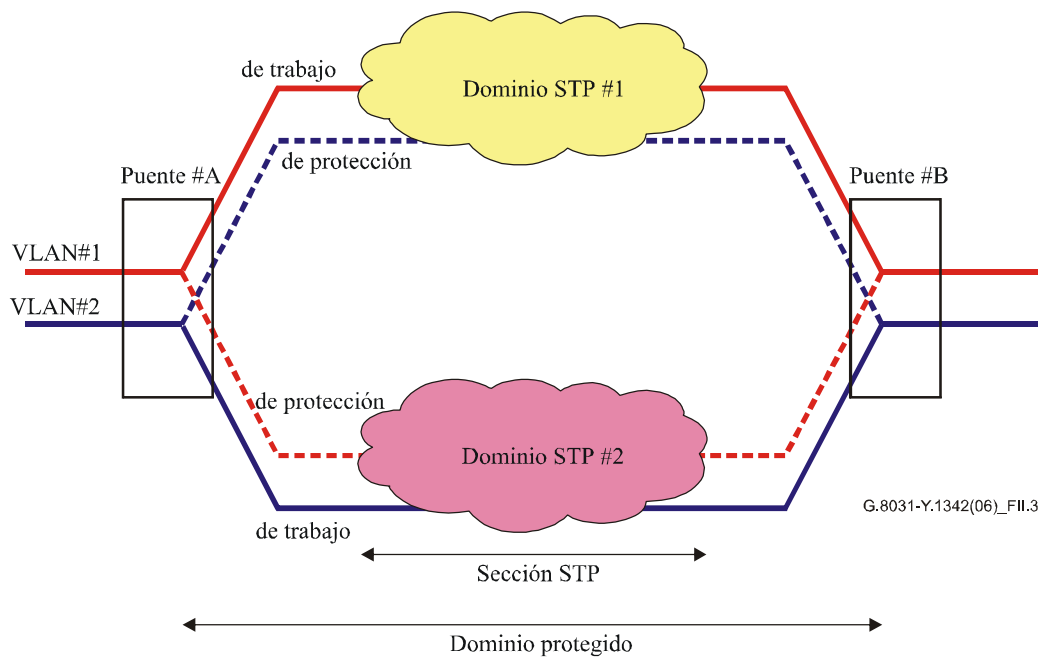 de trabajo
Dominio STP #1
de protección
Puente #A
Puente #B
VLAN#1
VLAN#2
de protección
Dominio STP #2
G.8031-Y.1342(06)_FII.3
de trabajo
Sección STP
Dominio protegido